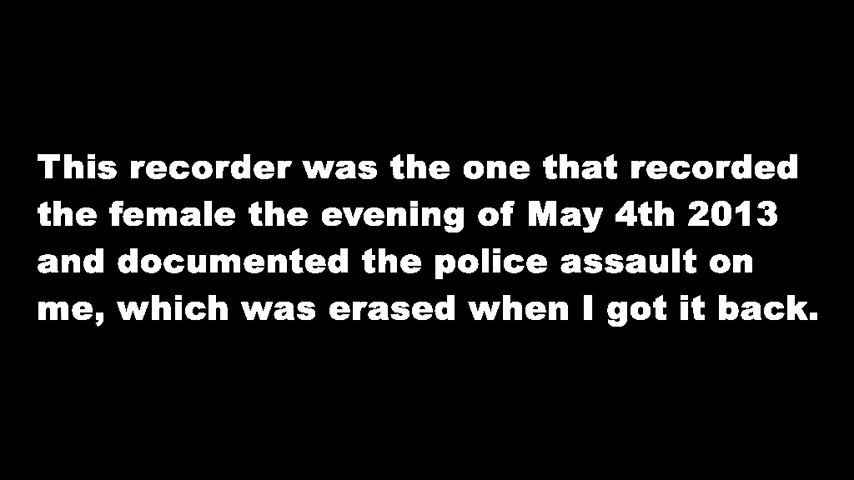 This recorder was the one that recorded
the female the evening of May 4th 2013
and documented the police assault on
me, which was erased when I got it back.